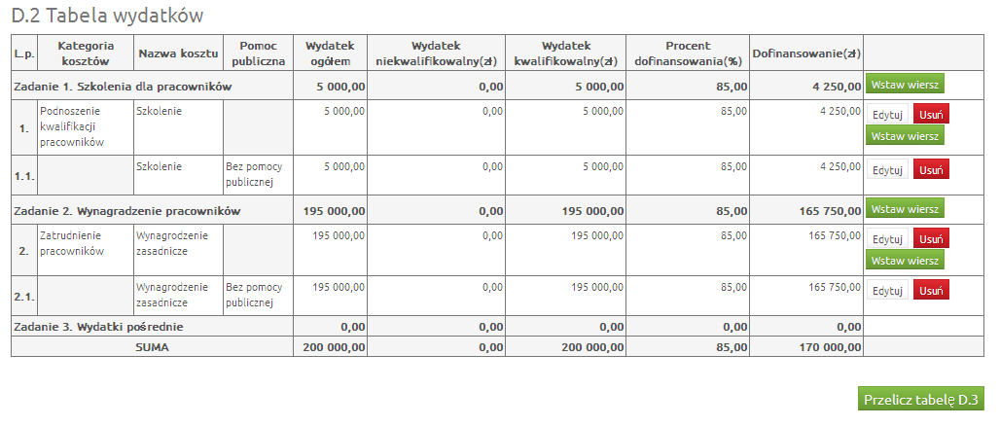 D.2 Tabela wydatków
L.p. Kategoria kosztów Nazwa kosztu Pomoc publiczna Wydatek ogółem Wydatek niekwalifikowalny(zł) Wydatek kwalifikowalny(zł) Procent dofinansowania(%) Dofinansowanie(zł)
Zadanie 1. Szkolenia dla pracowników 5 000,00 0,00 5 000,00 85,00 4 250,00 Wstaw wiersz
1. Podnoszenie kwalifikacji pracowników Szkolenie 5 000,00 0,00 5 000,00 85,00 4 250,00 Edytuj Usuń Wstaw wiersz
1.1. Szkolenie Bez pomocy publicznej 5 000,00 0,00 5 000,00 85,00 4 250,00 Edytuj Usuń
Zadanie 2. Wynagradzenie pracowników 195 000,00 0,00 195 000,00 85,00 165 750,00 Wstaw wiersz
2. Zatrudnienie pracowników Wynagrodzenie zasadnicze 195 000,00 0,00 195 000,00 85,00 165 750,00 Edytuj Usuń Wstaw wiersz
2.1. Wynagrodzenie zasadnicze Bez pomocy publicznej 195 000,00 0,00 195 000,00 85,00 165 750,00 Edytuj Usuń
Zadanie 3. Wydatki pośrednie 0,00 0,00 0,00 0,00 0,00
SUMA 200 000,00 0,00 200 000,00 85,00 170 000,00
Przelicz tabelę D.3